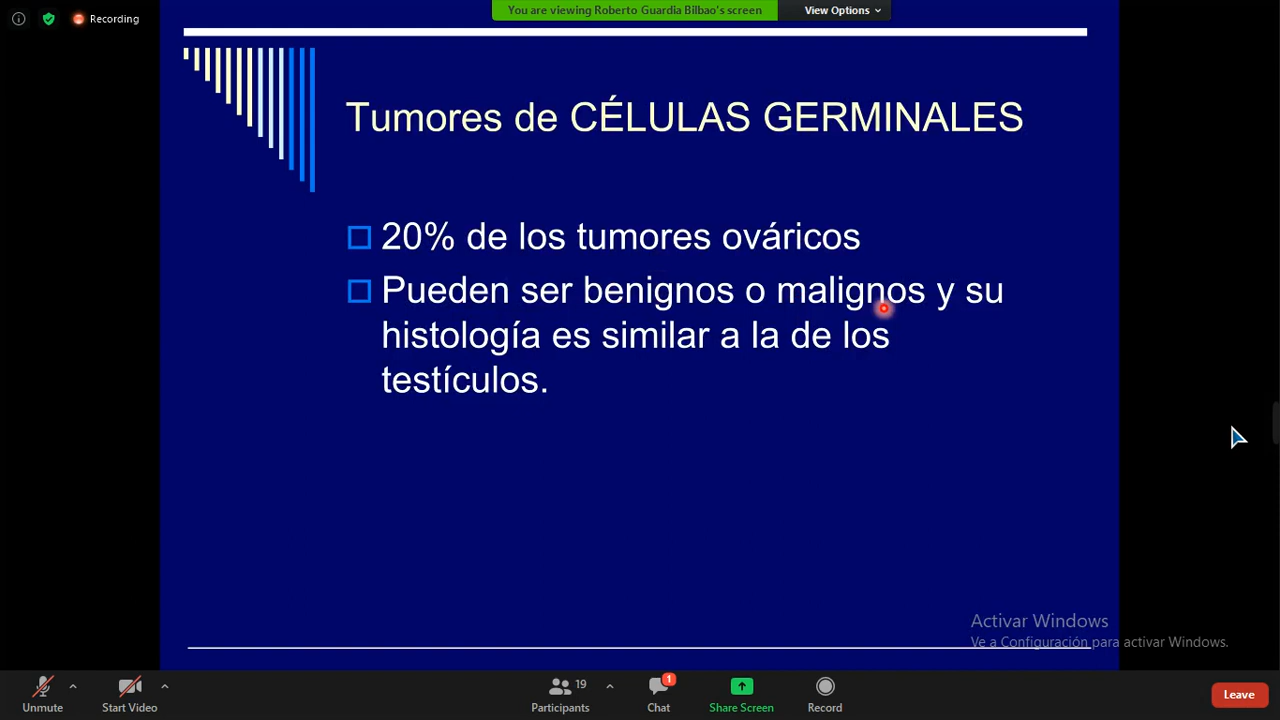 Recording
You are viewing Roberto Guardia Bilbao's screen
View Options
Tumores de CÉLULAS GERMINALES
20% de los tumores ováricos
Pueden ser benignos o malignos y su
histología es similar a la de los
testículos.
Activar Windows
Ve a Configuración para activar Windows.
Unmute
Start Video
19
Participants
1
Chat
Share Screen
Record
Leave